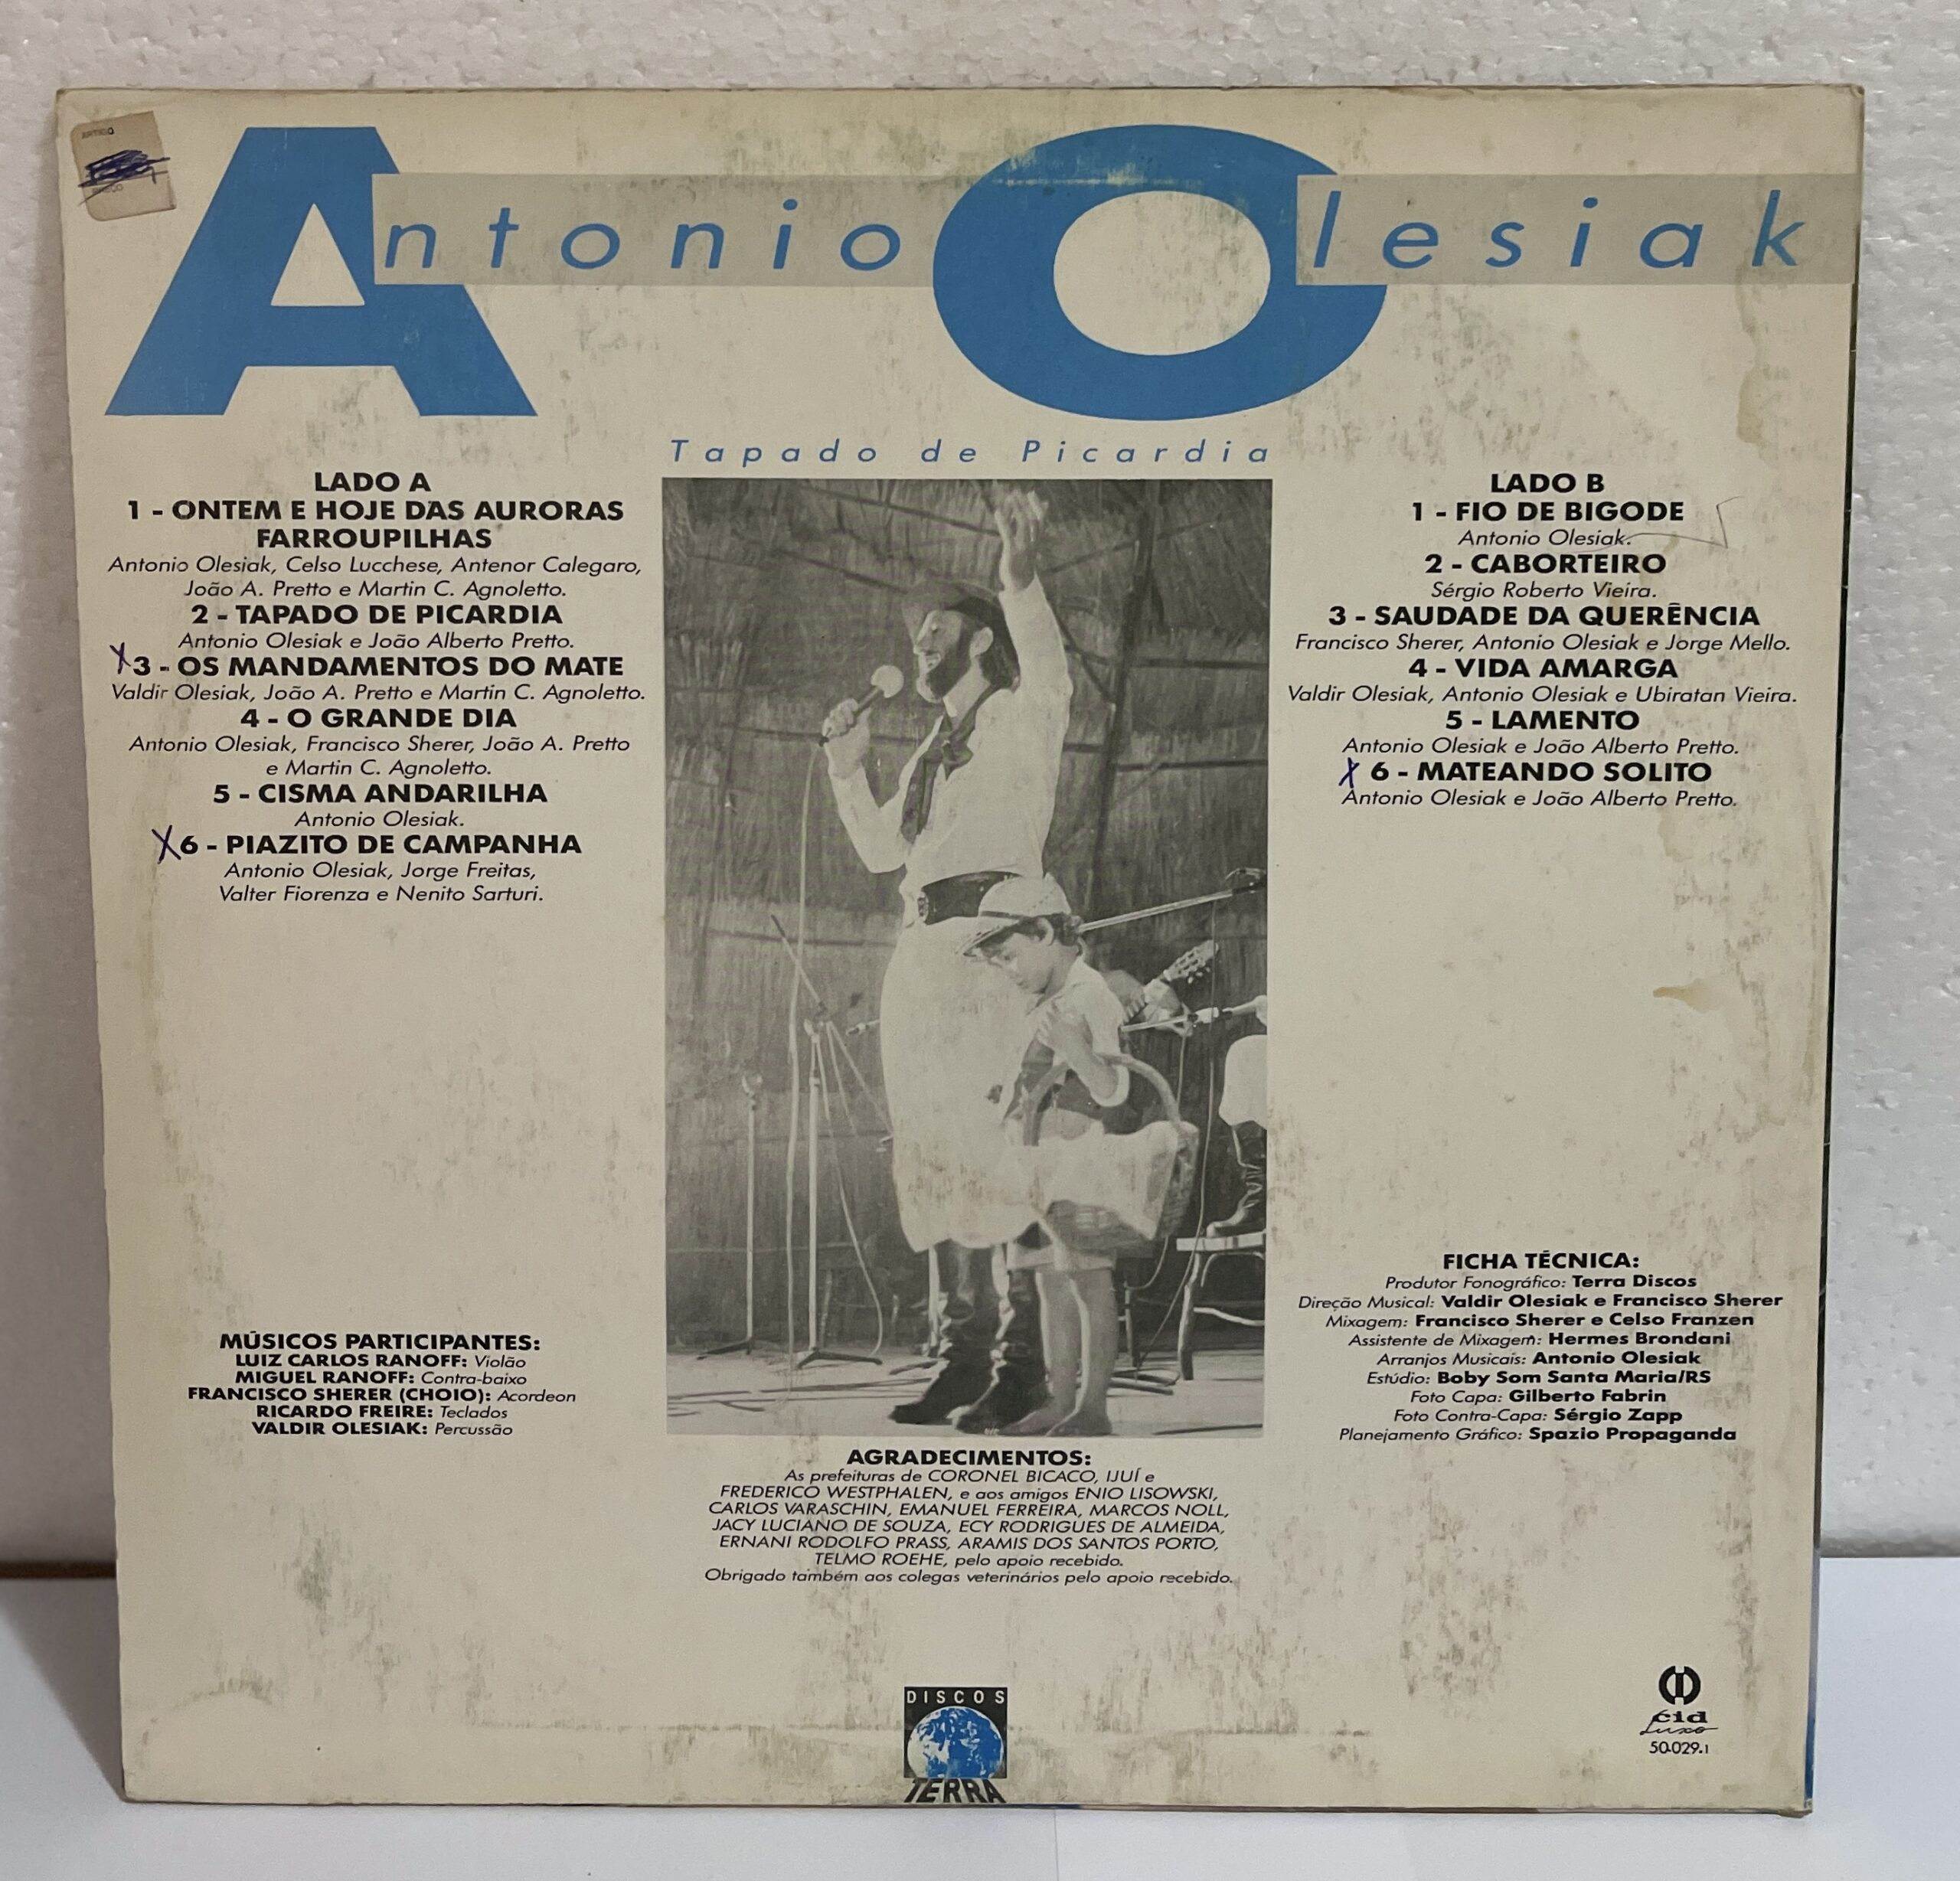 ANTIGO
Antonio Olesiak
Tapado de Picardia
LADO A
1 - ONTEM E HOJE DAS AURORAS
FARROUPILHAS
Antonio Olesiak, Celso Lucchese, Antenor Calegaro,
João A. Pretto e Martin C. Agnoletto.
2 - TAPADO DE PICARDIA
Antonio Olesiak e João Alberto Pretto.
X 3 - OS MANDAMENTOS DO MATE
Valdir Olesiak, João A. Pretto e Martin C. Agnoletto.
4 - O GRANDE DIA
Antonio Olesiak, Francisco Sherer, João A. Pretto
e Martin C. Agnoletto.
5 - CISMA ANDARILHA
Antonio Olesiak.
X 6 - PIAZITO DE CAMPANHA
Antonio Olesiak, Jorge Freitas,
Valter Fiorenza e Nenito Sarturi.
LADO B
1 - FIO DE BIGODE
Antonio Olesiak.
2 - CABORTEIRO
Sérgio Roberto Vieira.
3 - SAUDADE DA QUERÊNCIA
Francisco Sherer, Antonio Olesiak e Jorge Mello.
4 - VIDA AMARGA
Valdir Olesiak, Antonio Olesiak e Ubiratan Vieira.
5 - LAMENTO
Antonio Olesiak e João Alberto Pretto.
X 6 - MATEANDO SOLITO
Antonio Olesiak e João Alberto Pretto.
MÚSICOS PARTICIPANTES:
LUIZ CARLOS RANOFF: Violão
MIGUEL RANOFF: Contra-baixo
FRANCISCO SHERER (CHOIO): Acordeon
RICARDO FREIRE: Teclados
VALDIR OLESIAK: Percussão
AGRADECIMENTOS:
As prefeituras de CORONEL BICACO, IJUÍ e
FREDERICO WESTPHALEN, e aos amigos ENIO LISOWSKI,
CARLOS VARASCHIN, EMANUEL FERREIRA, MARCOS NOLL,
JACY LUCIANO DE SOUZA, ECY RODRIGUES DE ALMEIDA,
ERNANI RODOLFO PRASS, ARAMIS DOS SANTOS PORTO,
TELMO ROEHE, pelo apoio recebido.
Obrigado também aos colegas veterinários pelo apoio recebido.
FICHA TÉCNICA:
Produtor Fonográfico: Terra Discos
Direção Musical: Valdir Olesiak e Francisco Sherer
Mixagem: Francisco Sherer e Celso Franzen
Assistente de Mixagem: Hermes Brondani
Arranjos Musicais: Antonio Olesiak
Estúdio: Boby Som Santa Maria/RS
Foto Capa: Gilberto Fabrin
Foto Contra-Capa: Sérgio Zapp
Planejamento Gráfico: Spazio Propaganda
DISCOS
TERRA
cid
Luxo
50.029.1